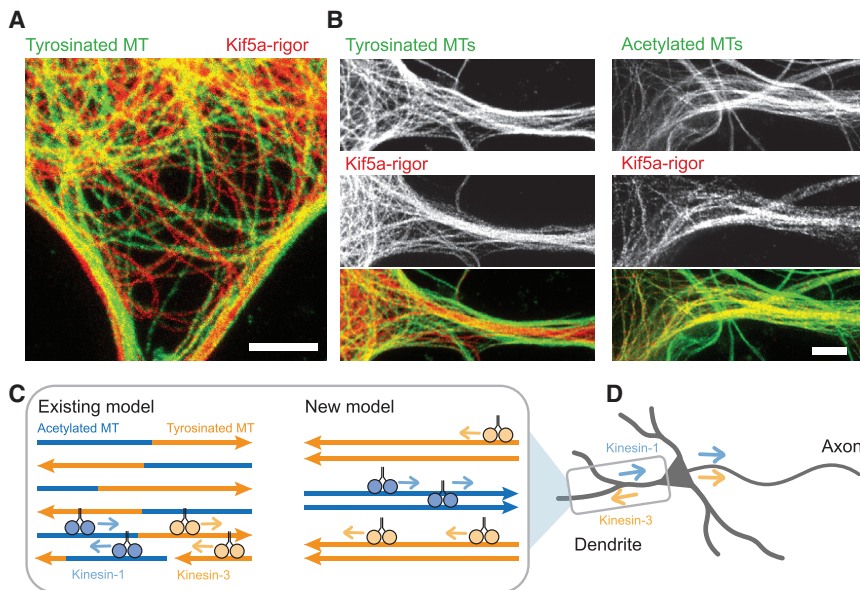 A
Tyrosinated MT
Kif5a-rigor
B
Tyrosinated MTs
Acetylated MTs
Kif5a-rigor
Kif5a-rigor
C
Existing model
Acetylated MT
Tyrosinated MT
Kinesin-1
Kinesin-3
New model
D
Kinesin-1
Axon
Kinesin-3
Dendrite